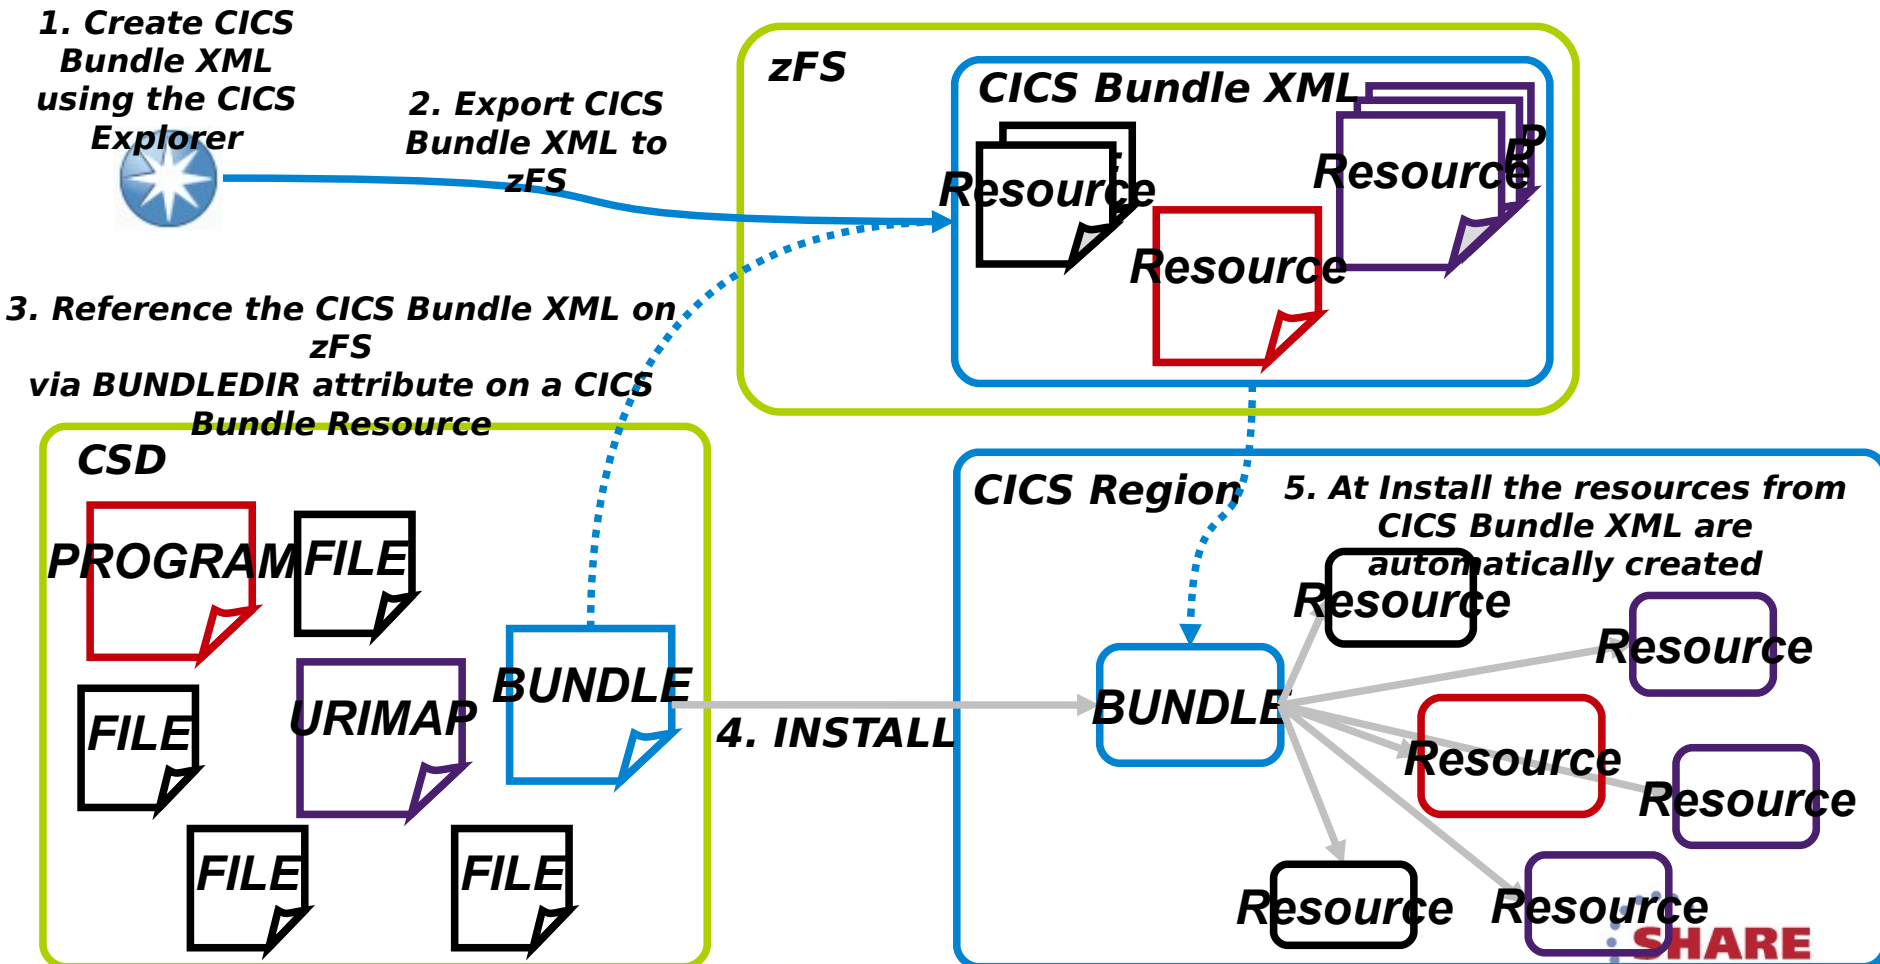 1. Create CICS
Bundle XML
using the CICS
Explorer
2. Export CICS
Bundle XML to
zFS
zFS
CICS Bundle XML
Resource
Resource
Resource
3. Reference the CICS Bundle XML on
zFS
via BUNDLEDIR attribute on a CICS
Bundle Resource
CSD
PROGRAM
FILE
FILE
URIMAP
BUNDLE
FILE
FILE
4. INSTALL
CICS Region
5. At Install the resources from
CICS Bundle XML are
automatically created
BUNDLE
Resource
Resource
Resource
Resource
Resource
Resource
SHARE